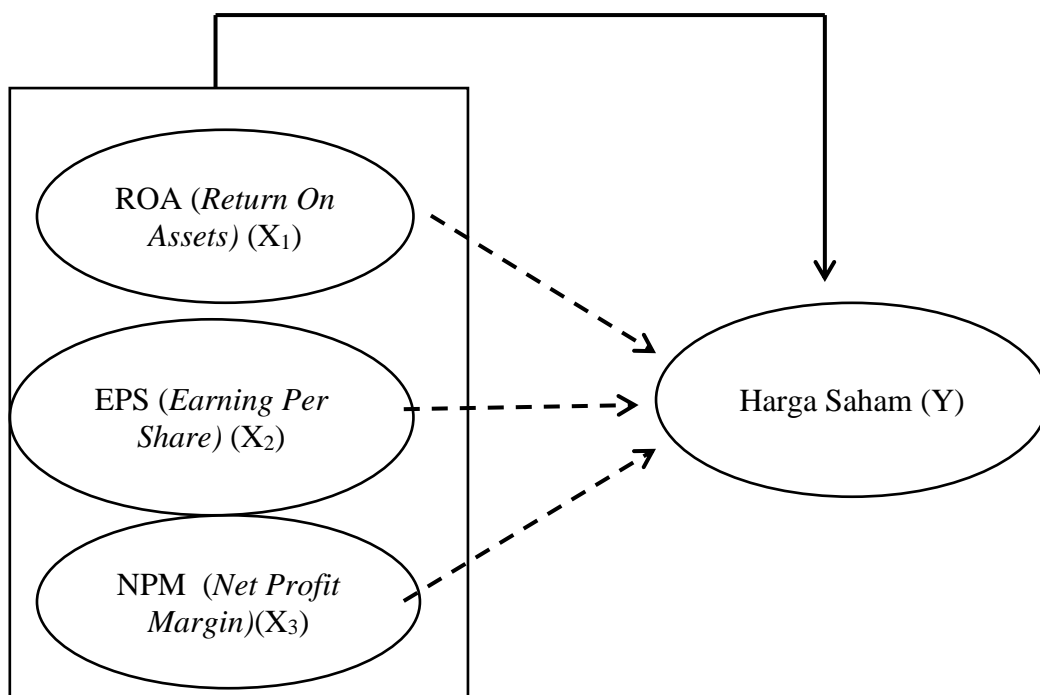 ROA (Return On
Assets) (X₁)
EPS (Earning Per
Share) (X₂)
NPM (Net Profit
Margin)(X₃)
Harga Saham (Y)